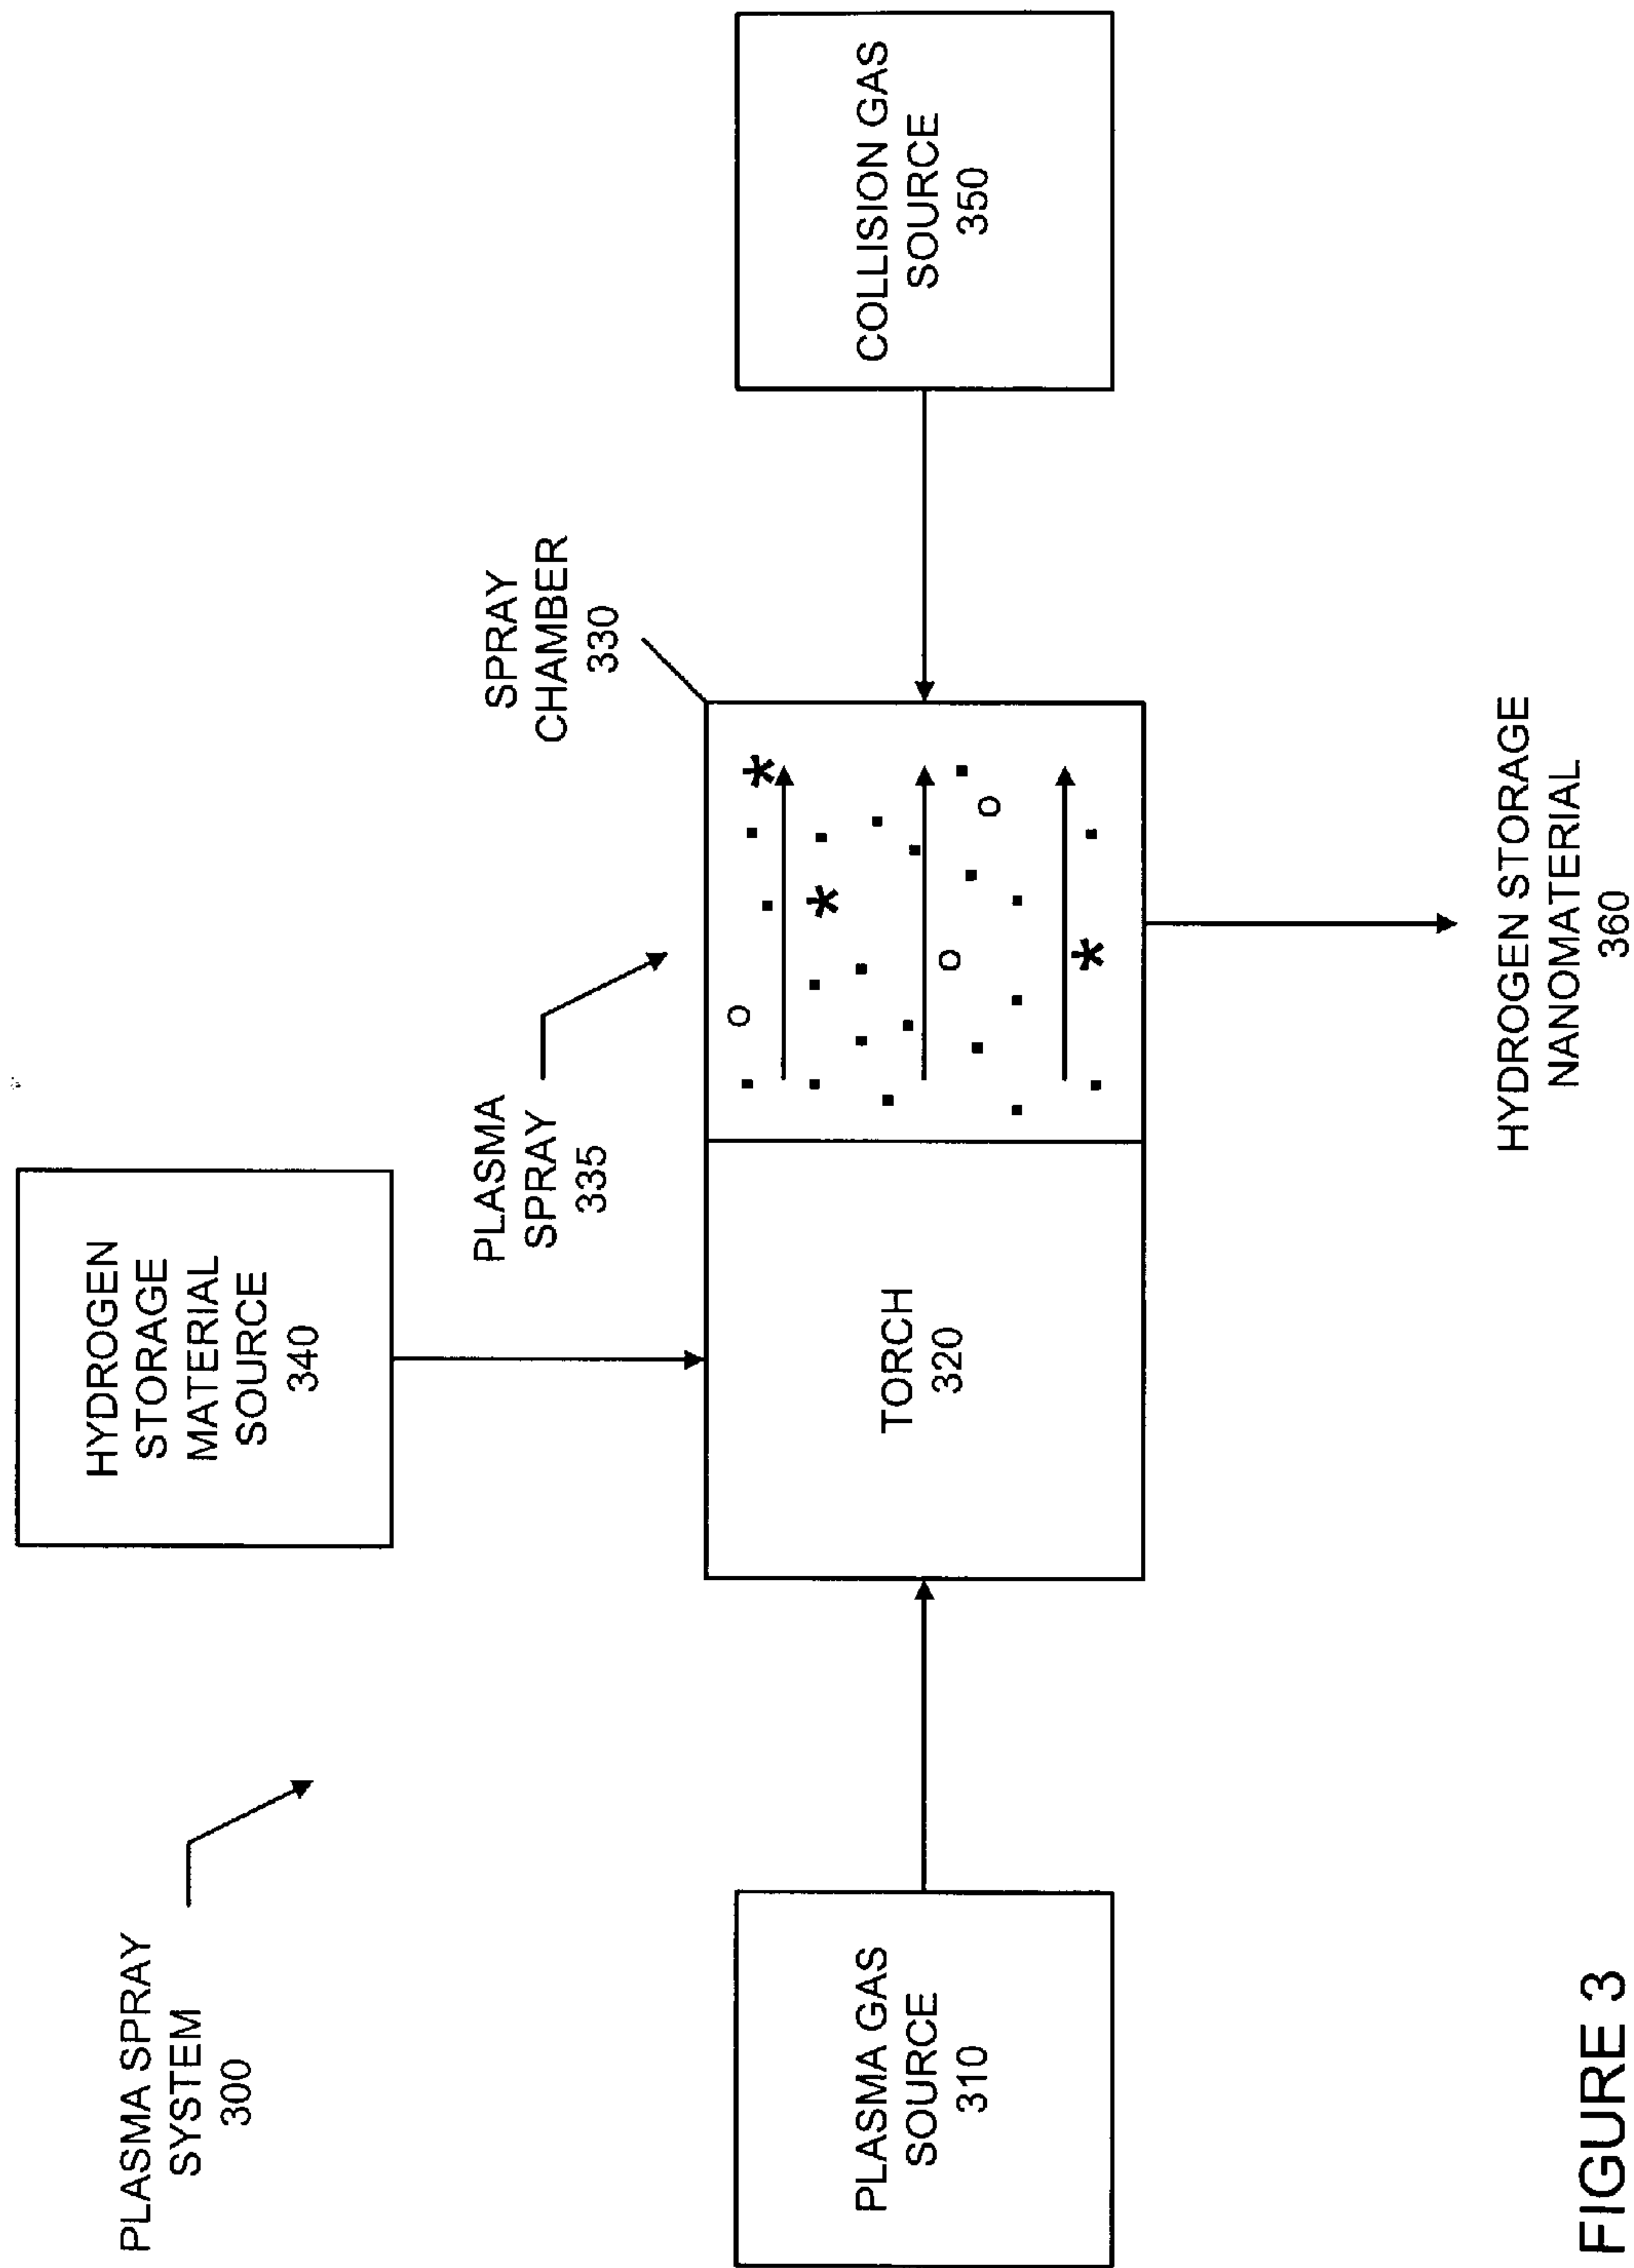 PLASMA SPRAY
SYSTEM
300
HYDROGEN
STORAGE
MATERIAL
SOURCE
340
PLASMA
SPRAY
335
SPRAY
CHAMBER
330
PLASMA GAS
SOURCE
310
TORCH
320
COLLISION GAS
SOURCE
350
HYDROGEN STORAGE
NANOMATERIAL
360
FIGURE 3